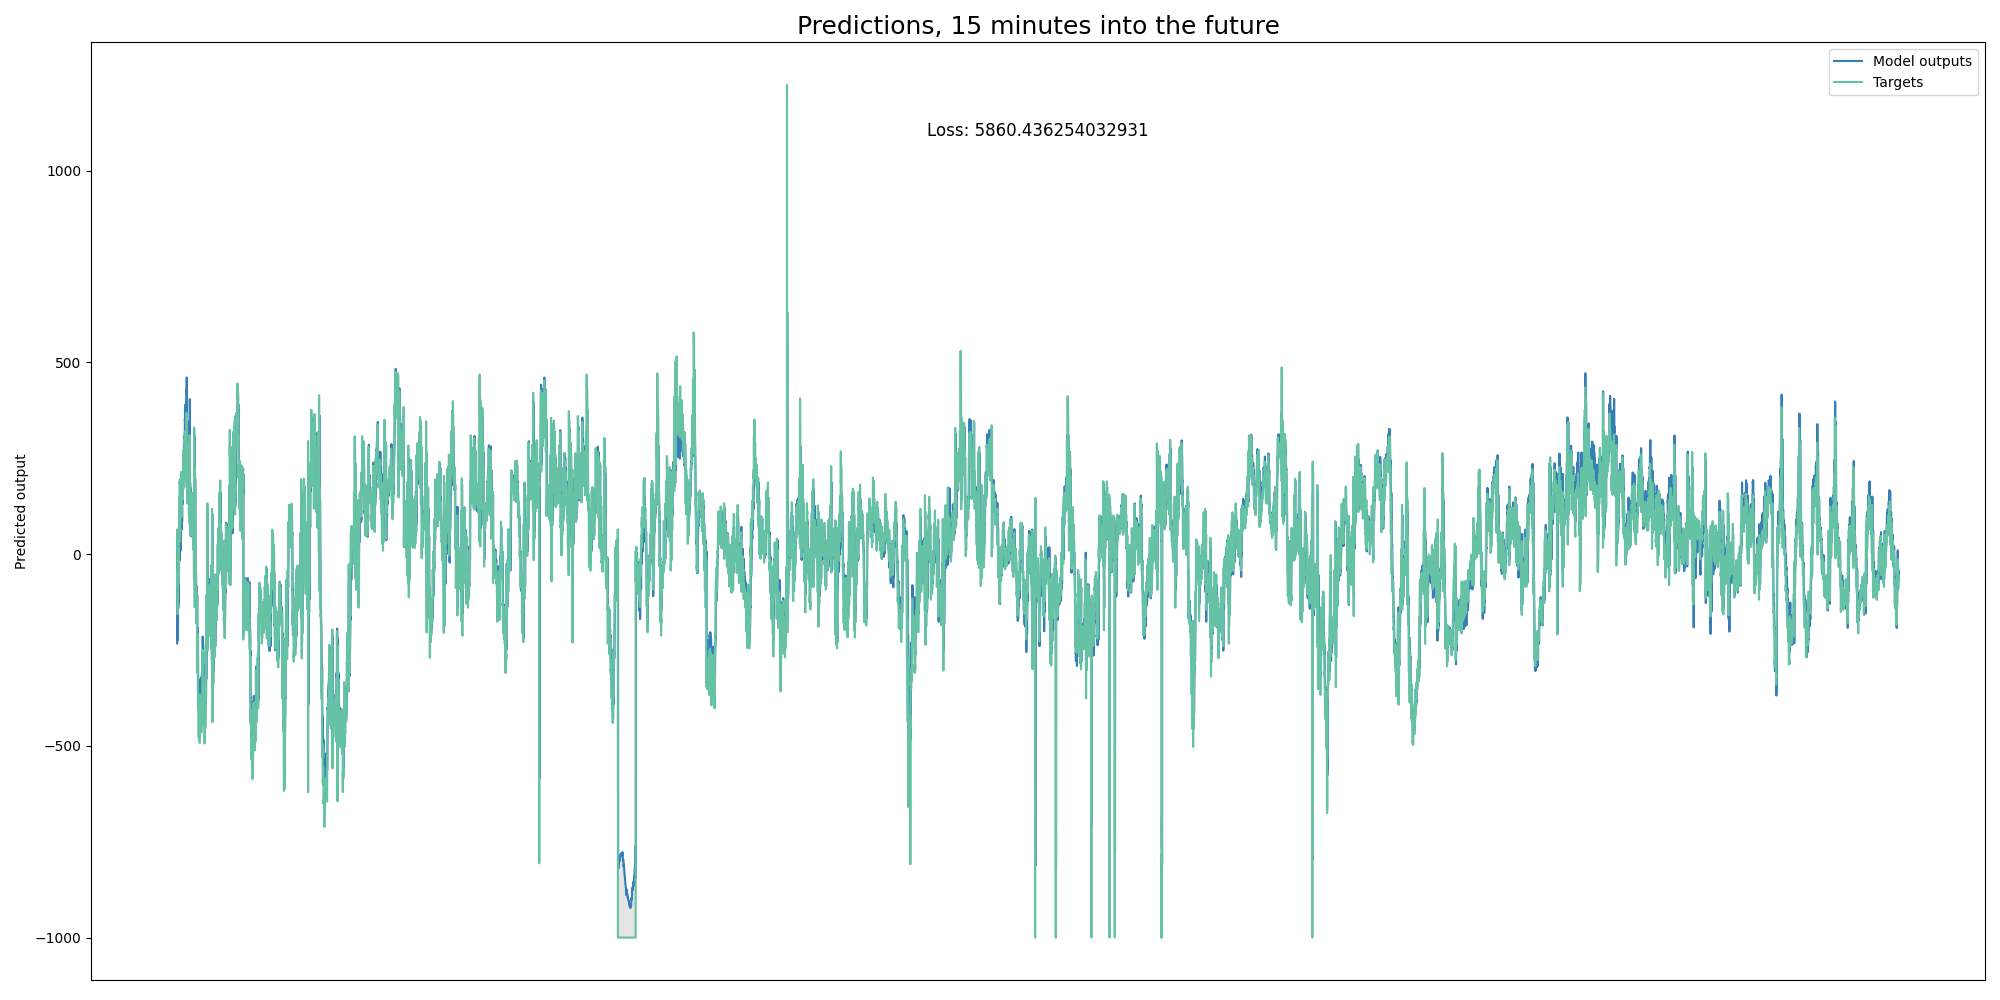 Predictions, 15 minutes into the future
Model outputs
Targets
Loss: 5860.436254032931
Predicted output
1000
500
0
−500
−1000